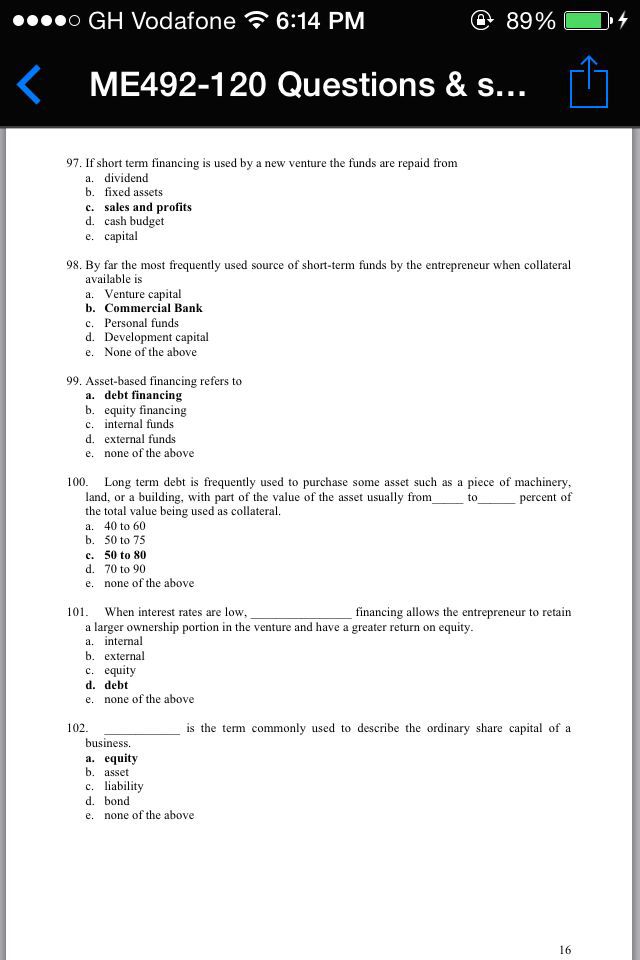 GH Vodafone 6:14 PM 89%
ME492-120 Questions & s...
97. If short term financing is used by a new venture the funds are repaid from
a. dividend
b. fixed assets
c. sales and profits
d. cash budget
e. capital
98. By far the most frequently used source of short-term funds by the entrepreneur when collateral
available is
a. Venture capital
b. Commercial Bank
c. Personal funds
d. Development capital
e. None of the above
99. Asset-based financing refers to
a. debt financing
b. equity financing
c. internal funds
d. external funds
e. none of the above
100. Long term debt is frequently used to purchase some asset such as a piece of machinery,
land, or a building, with part of the value of the asset usually from_____ to______ percent of
the total value being used as collateral.
a. 40 to 60
b. 50 to 75
c. 50 to 80
d. 70 to 90
e. none of the above
101. When interest rates are low, ________________ financing allows the entrepreneur to retain
a larger ownership portion in the venture and have a greater return on equity.
a. internal
b. external
c. equity
d. debt
e. none of the above
102. ____________ is the term commonly used to describe the ordinary share capital of a
business.
a. equity
b. asset
c. liability
d. bond
e. none of the above
16